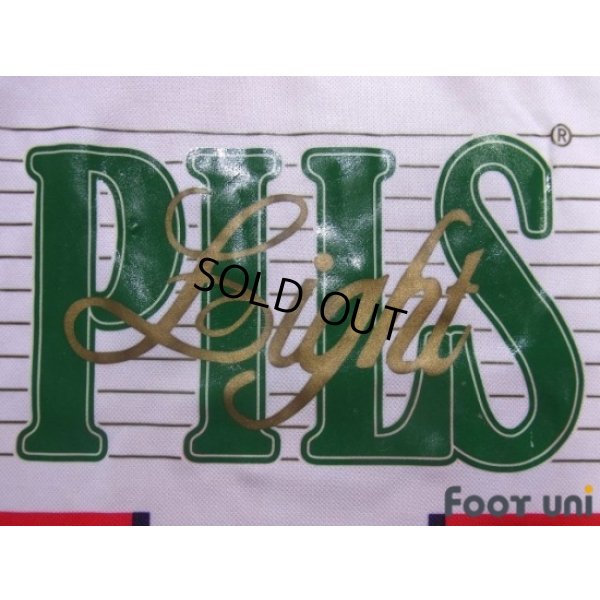 PILS ®
Light
SOLD OUT
Foot uni